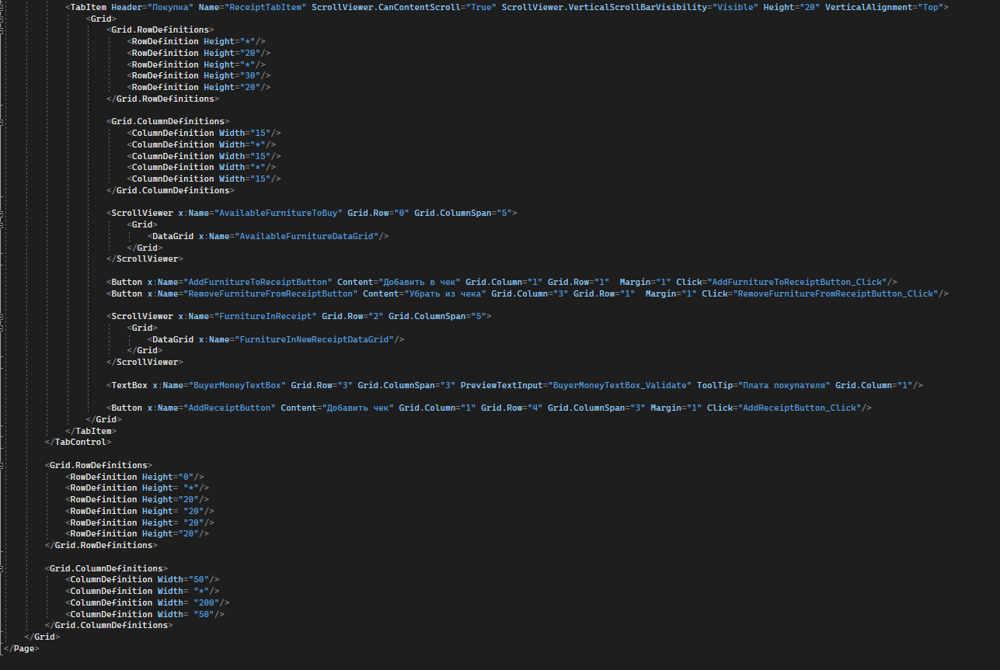 <TabItem Header="Покупка" Name="ReceiptTabItem" ScrollViewer.CanContentScroll="True" ScrollViewer.VerticalScrollBarVisibility="Visible" Height="20" VerticalAlignment="Top">
<Grid>
<Grid.RowDefinitions>
<RowDefinition Height="*"/>
<RowDefinition Height="20"/>
<RowDefinition Height="*"/>
<RowDefinition Height="30"/>
<RowDefinition Height="20"/>
</Grid.RowDefinitions>
<Grid.ColumnDefinitions>
<ColumnDefinition Width="15"/>
<ColumnDefinition Width="*"/>
<ColumnDefinition Width="15"/>
<ColumnDefinition Width="*"/>
<ColumnDefinition Width="15"/>
</Grid.ColumnDefinitions>
<ScrollViewer x:Name="AvailableFurnitureToBuy" Grid.Row="0" Grid.ColumnSpan="5">
<Grid>
<DataGrid x:Name="AvailableFurnitureDataGrid"/>
</Grid>
</ScrollViewer>
<Button x:Name="AddFurnitureToReceiptButton" Content="Добавить в чек" Grid.Column="1" Grid.Row="1"  Margin="1" Click="AddFurnitureToReceiptButton_Click"/>
<Button x:Name="RemoveFurnitureFromReceiptButton" Content="Убрать из чека" Grid.Column="3" Grid.Row="1"  Margin="1" Click="RemoveFurnitureFromReceiptButton_Click"/>
<ScrollViewer x:Name="FurnitureInReceipt" Grid.Row="2" Grid.ColumnSpan="5">
<Grid>
<DataGrid x:Name="FurnitureInNewReceiptDataGrid"/>
</Grid>
</ScrollViewer>
<TextBox x:Name="BuyerMoneyTextBox" Grid.Row="3" Grid.ColumnSpan="3" PreviewTextInput="BuyerMoneyTextBox_Validate" ToolTip="Плата покупателя" Grid.Column="1"/>
<Button x:Name="AddReceiptButton" Content="Добавить чек" Grid.Column="1" Grid.Row="4" Grid.ColumnSpan="3" Margin="1" Click="AddReceiptButton_Click"/>
</Grid>
</TabItem>
</TabControl>
<Grid.RowDefinitions>
<RowDefinition Height="0"/>
<RowDefinition Height= "*"/>
<RowDefinition Height="20"/>
<RowDefinition Height= "20"/>
<RowDefinition Height= "20"/>
<RowDefinition Height="20"/>
</Grid.RowDefinitions>
<Grid.ColumnDefinitions>
<ColumnDefinition Width="50"/>
<ColumnDefinition Width= "*"/>
<ColumnDefinition Width= "200"/>
<ColumnDefinition Width= "50"/>
</Grid.ColumnDefinitions>
</Grid>
</Page>